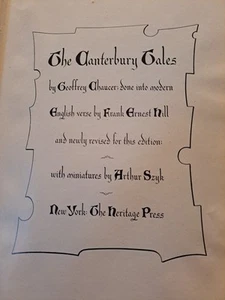 The Canterbury Tales
by Geoffrey Chaucer: done into modern
English verse by Frank Ernest Hill
and newly revised for this edition:
with miniatures by Arthur Szyk
New York: The Heritage Press